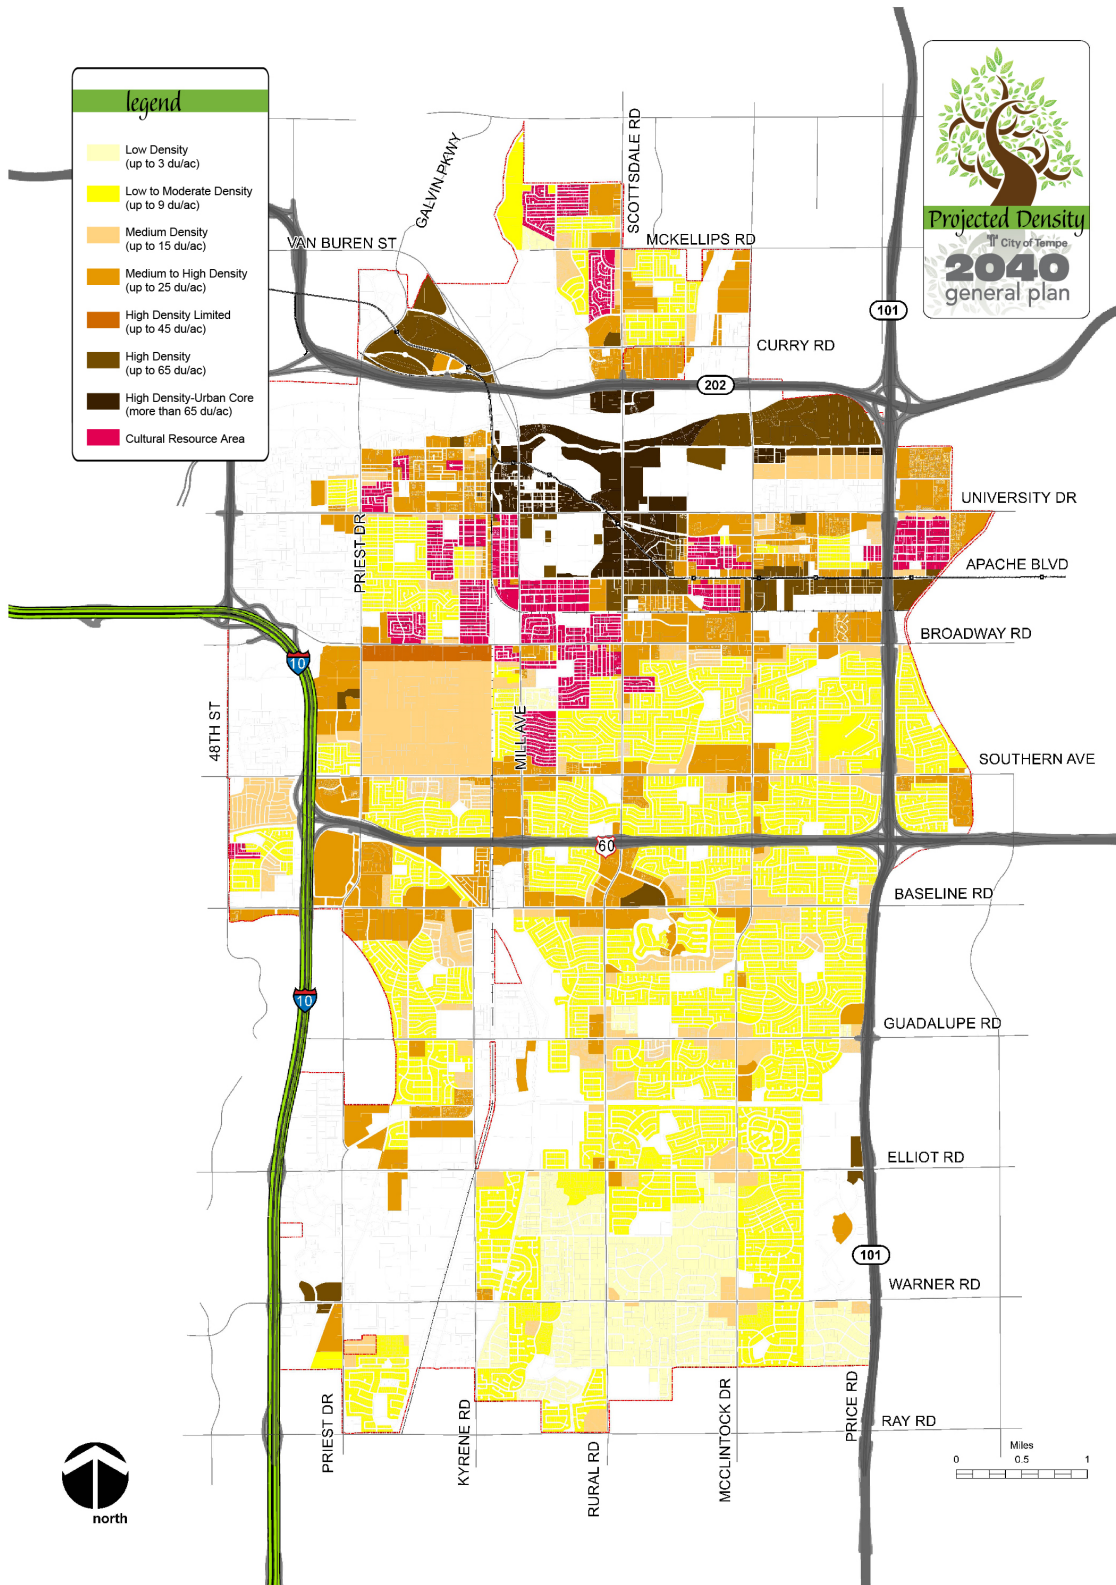 legend
Low Density
(up to 3 du/ac)
Low to Moderate Density
(up to 9 du/ac)
Medium Density
(up to 15 du/ac)
Medium to High Density
(up to 25 du/ac)
High Density Limited
(up to 45 du/ac)
High Density
(up to 65 du/ac)
High Density-Urban Core
(more than 65 du/ac)
Cultural Resource Area
Projected Density
City of Tempe
2040
general plan
GALVIN PKWY
SCOTTSDALE RD
VAN BUREN ST
MCKELLIPS RD
101
CURRY RD
202
UNIVERSITY DR
PRIEST DR
APACHE BLVD
BROADWAY RD
10
48TH ST
MILL AVE
SOUTHERN AVE
60
BASELINE RD
10
GUADALUPE RD
ELLIOT RD
101
WARNER RD
PRIEST DR
KYRENE RD
RURAL RD
MCCLINTOCK DR
PRICE RD
RAY RD
Miles
0 0.5 1
north